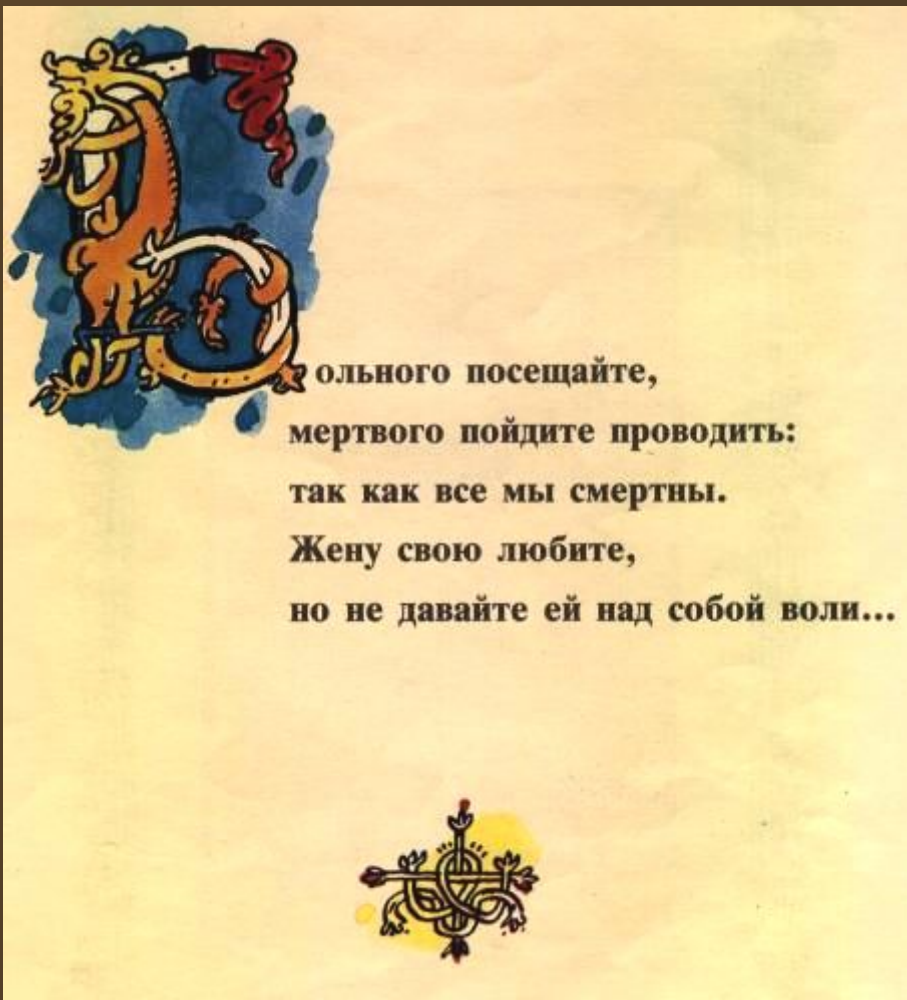 Больного посещайте,
мертвого пойдите проводить:
так как все мы смертны.
Жену свою любите,
но не давайте ей над собой воли...